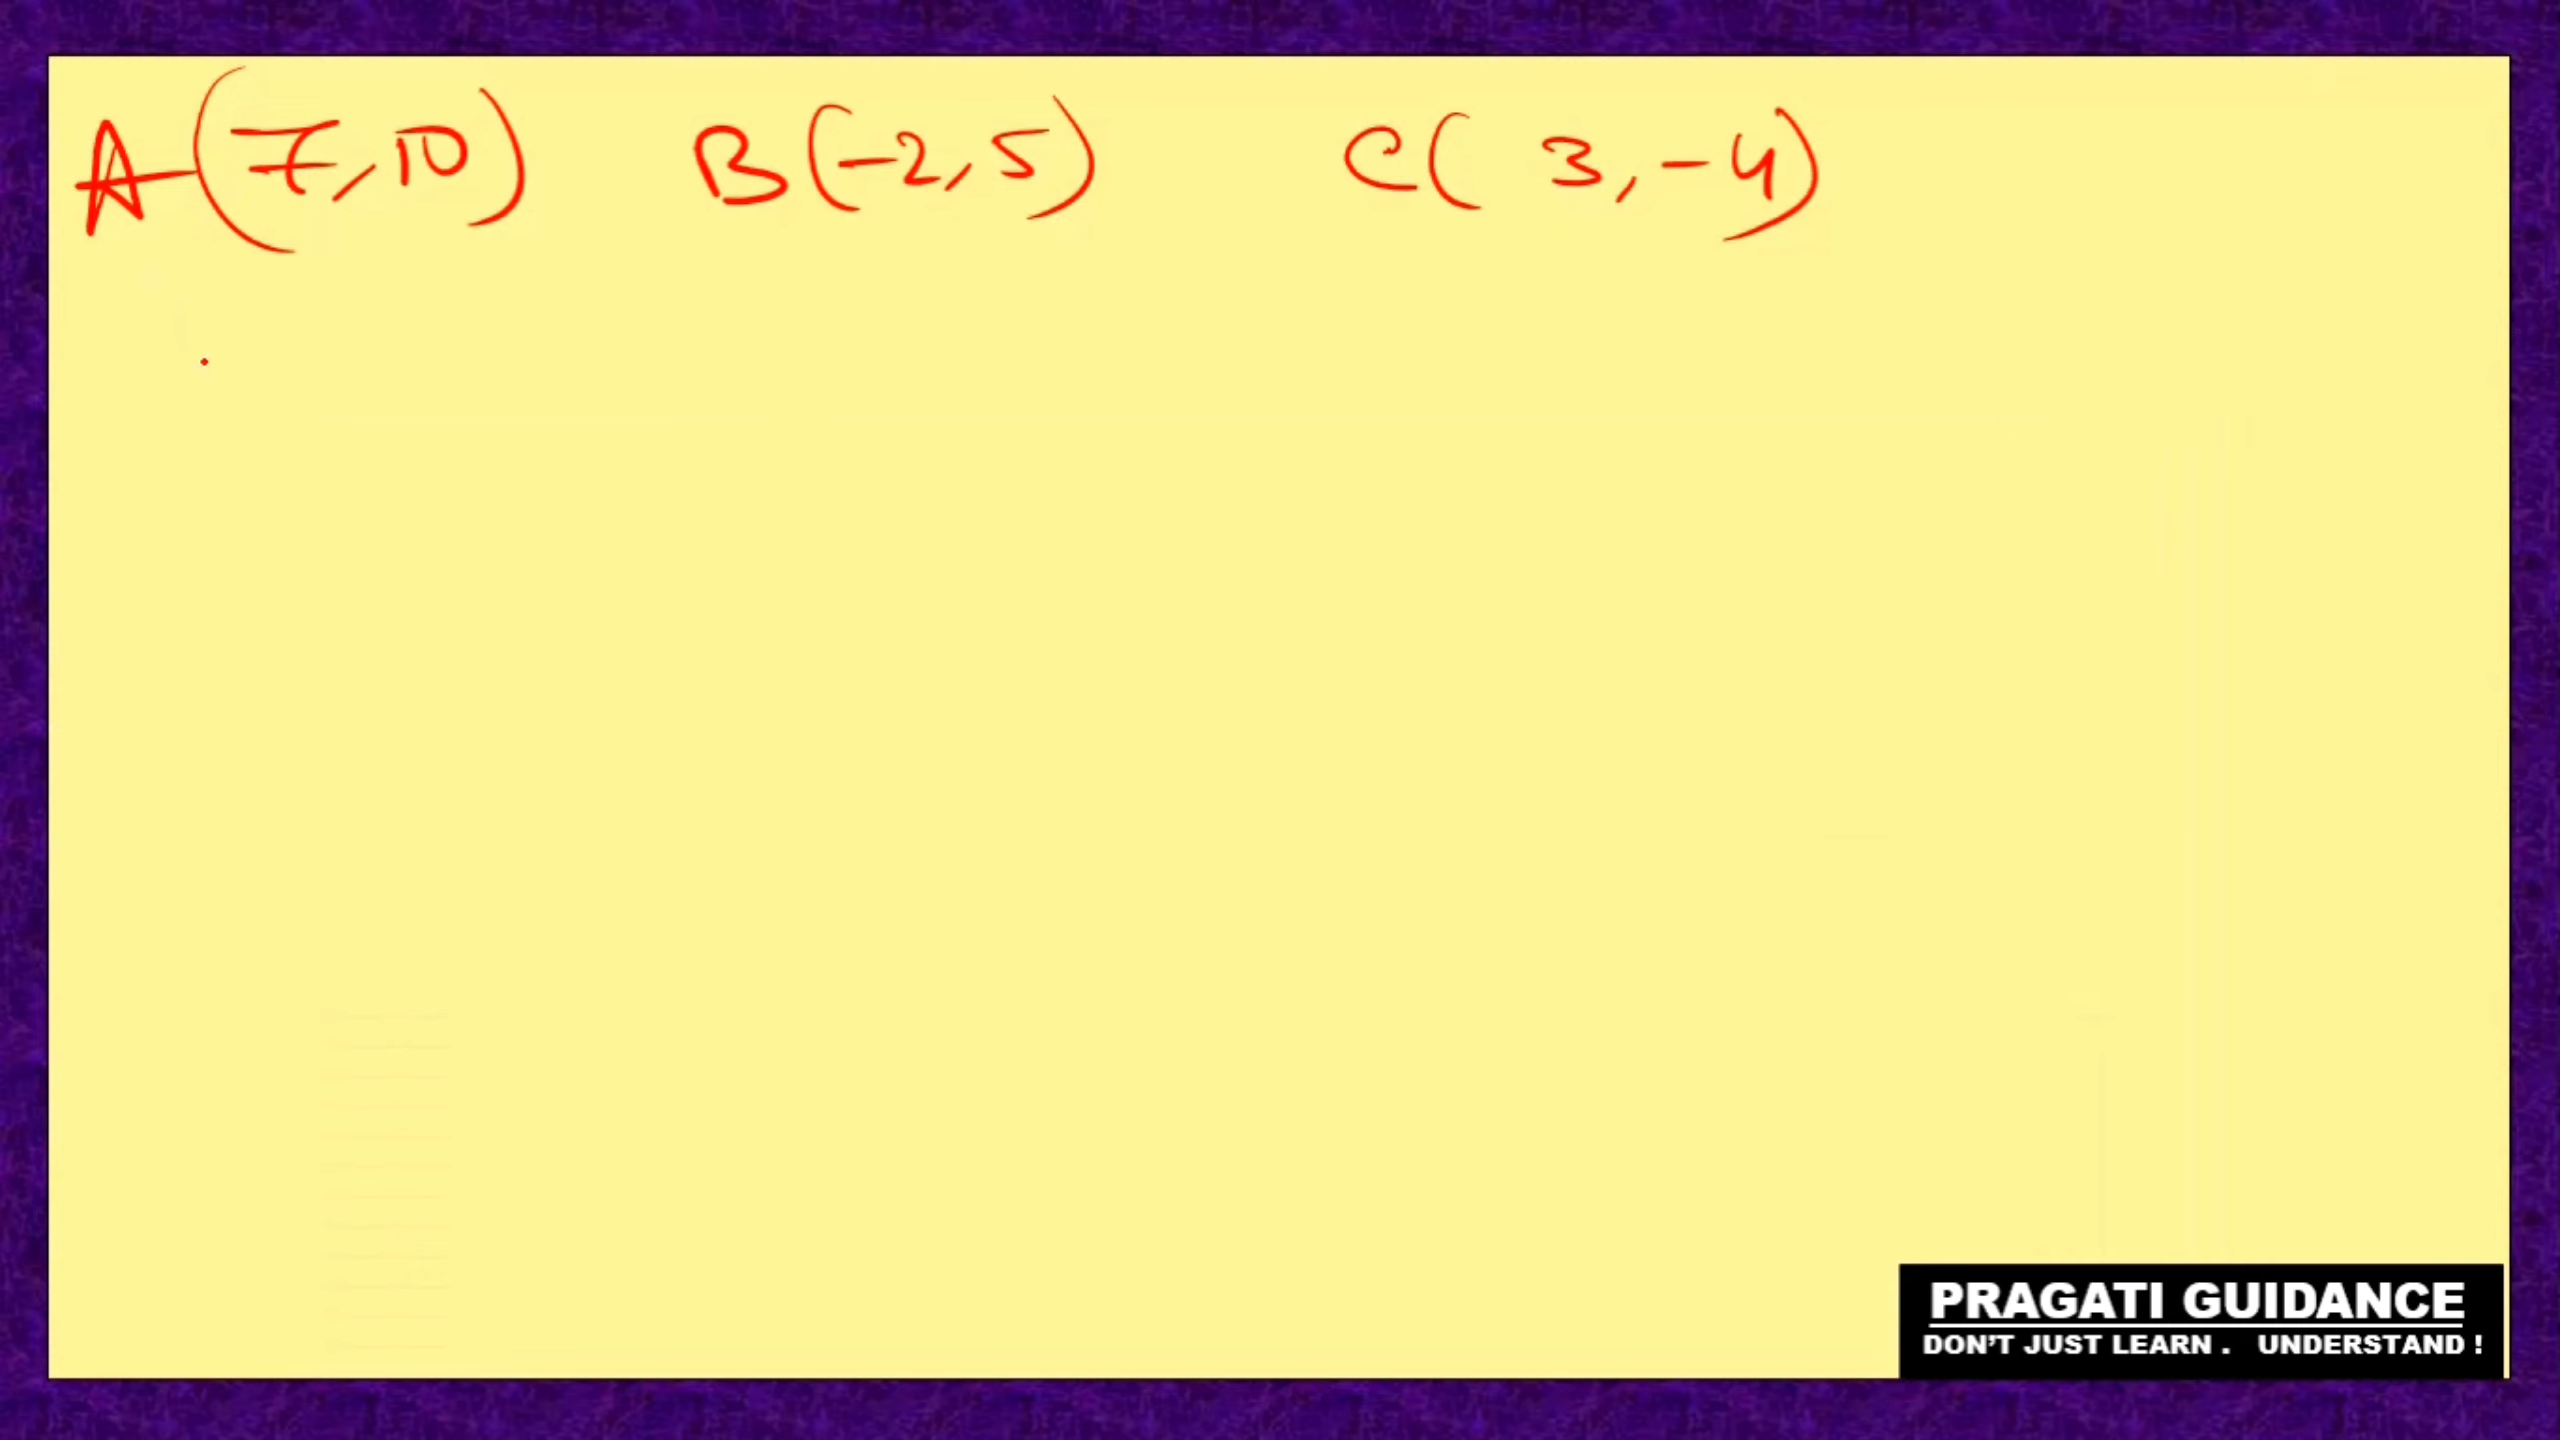 A(7,10) B(-2,5) C( 3,-4)
PRAGATI GUIDANCE
DON'T JUST LEARN . UNDERSTAND !